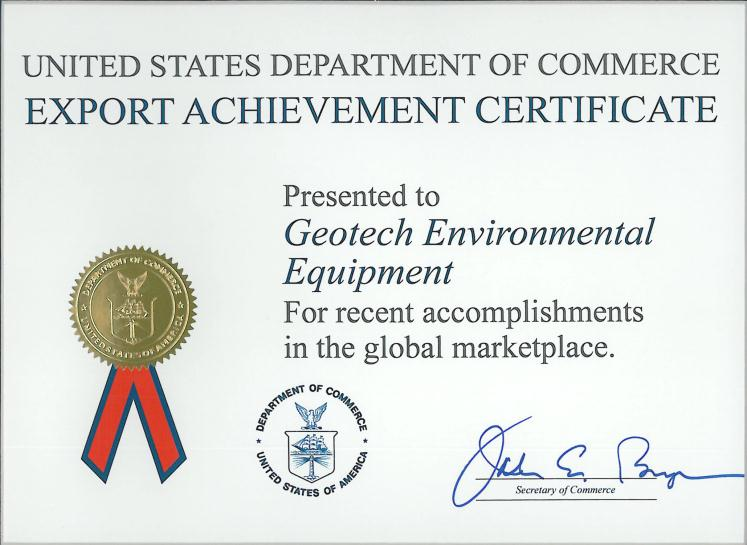 UNITED STATES DEPARTMENT OF COMMERCE
EXPORT ACHIEVEMENT CERTIFICATE
Presented to
Geotech Environmental
Equipment
For recent accomplishments
in the global marketplace.
DEPARTMENT OF COMMERCE
UNITED STATES OF AMERICA
DEPARTMENT OF COMMERCE
UNITED STATES OF AMERICA
Secretary of Commerce